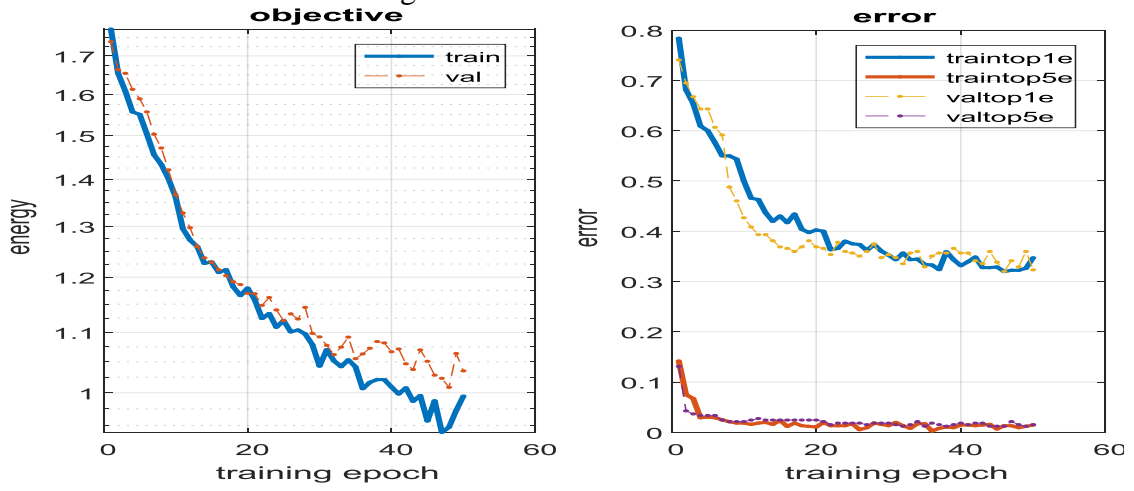 objective
train
val
1.7
1.6
1.5
1.4
1.3
1.2
1.1
1
energy
0 20 40 60
training epoch
error
traintop1e
traintop5e
valtop1e
valtop5e
0.8
0.7
0.6
0.5
0.4
0.3
0.2
0.1
0
error
0 20 40 60
training epoch